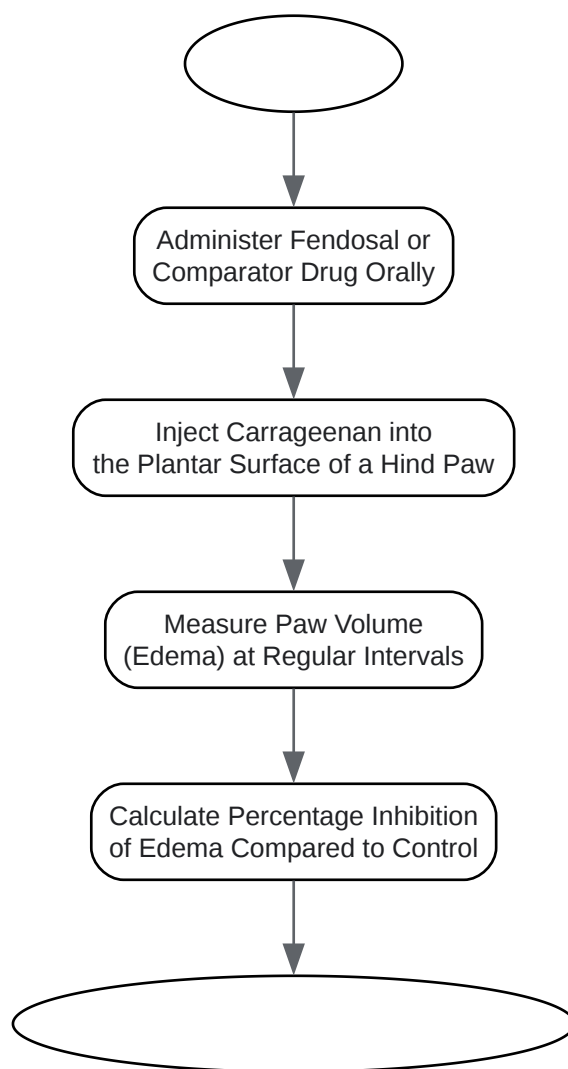 Administer Fendosal or
Comparator Drug Orally
Inject Carrageenan into
the Plantar Surface of a Hind Paw
Measure Paw Volume
(Edema) at Regular Intervals
Calculate Percentage Inhibition
of Edema Compared to Control